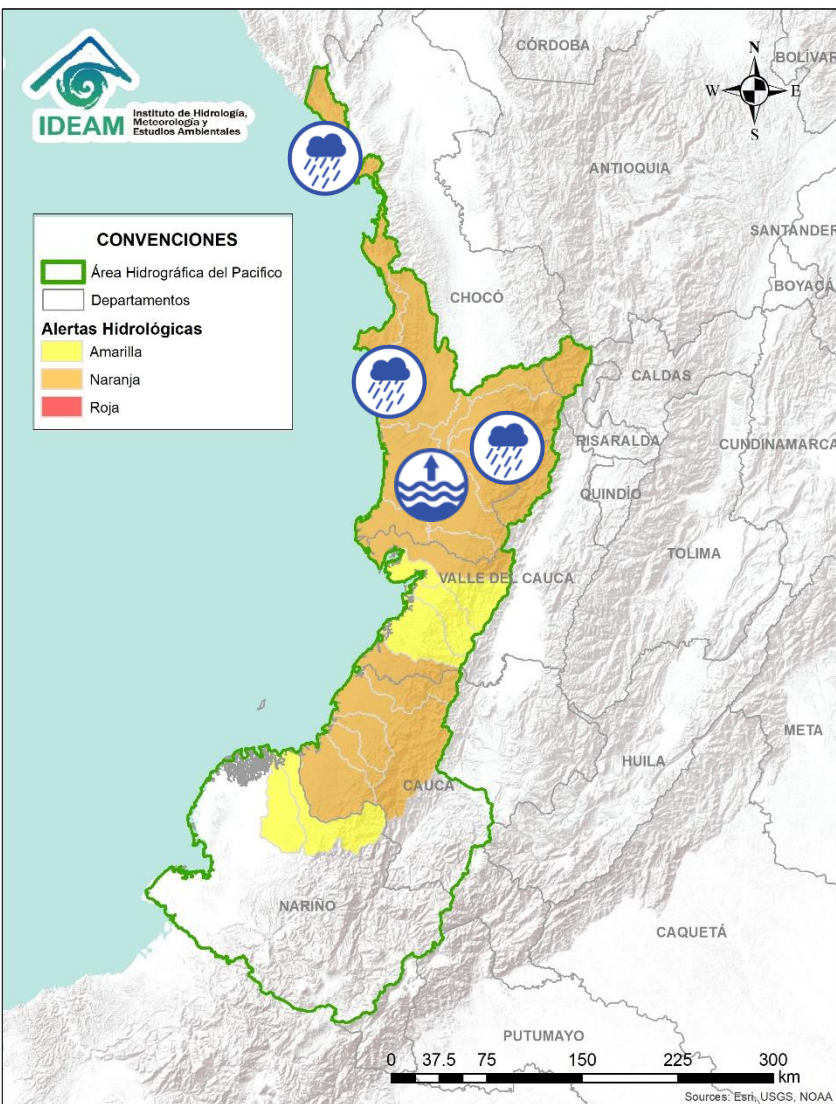 IDEAM
Instituto de Hidrología,
Meteorología y
Estudios Ambientales
CÓRDOBA
N
BOLÍVAR
W
E
S
ANTIOQUIA
SANTANDER
BOYACÁ
CONVENCIONES
Área Hidrográfica del Pacifico
Departamentos
Alertas Hidrológicas
Amarilla
Naranja
Roja
CHOCÓ
CALDAS
RISARALDA
CUNDINAMARCA
QUINDÍO
TOLIMA
VALLE DEL CAUCA
META
HUILA
CAUCA
NARIÑO
CAQUETÁ
PUTUMAYO
0 37.5 75 150 225 300
km
Sources: Esri, USGS, NOAA